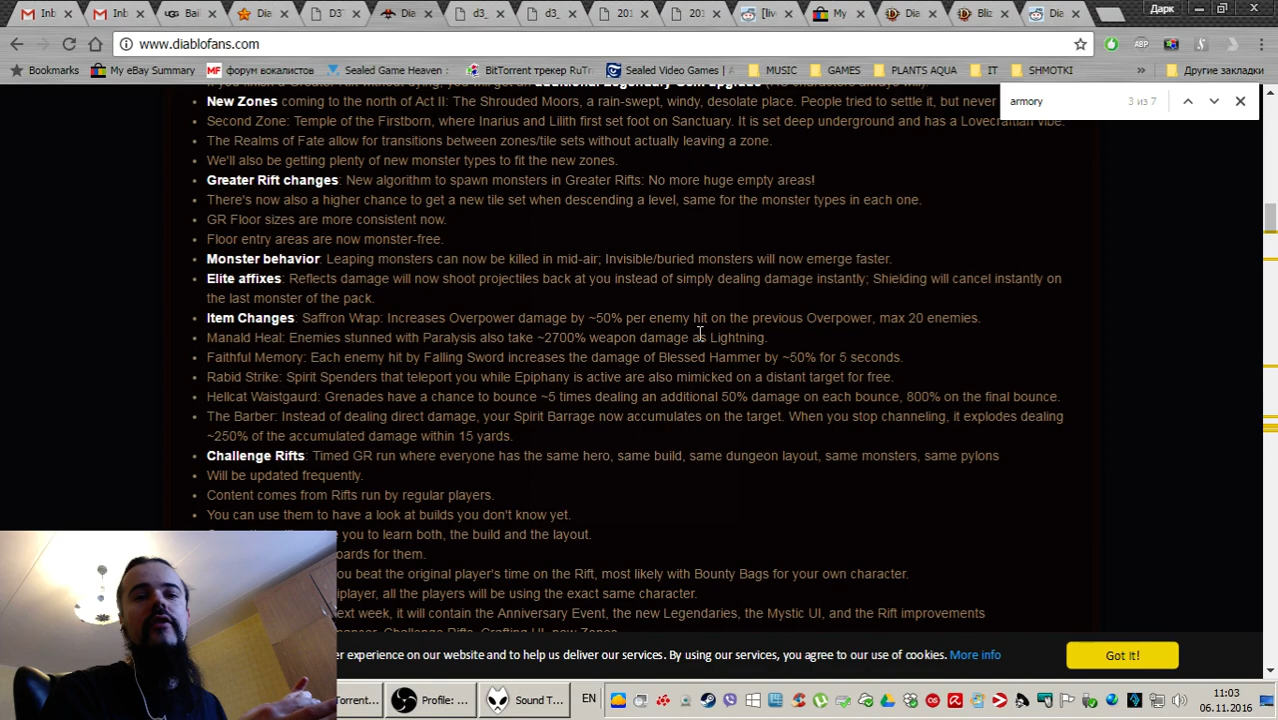 Inb Inb Bail Dia D3 Dia d3_ d3_ 201 201 [live My Dia Bliz Dia Дарк
www.diablofans.com
Bookmarks My eBay Summary форум вокалистов Sealed Game Heaven : BitTorrent трекер RuTr Sealed Video Games | A MUSIC GAMES PLANTS AQUA IT SHMOTKI » Другие закладки
armory 3 из 7
New Zones coming to the north of Act II: The Shrouded Moors, a rain-swept, windy, desolate place. People tried to settle it, but never
Second Zone: Temple of the Firstborn, where Inarius and Lilith first set foot on Sanctuary. It is set deep underground and has a Lovecraftian vibe.
The Realms of Fate allow for transitions between zones/tile sets without actually leaving a zone.
We'll also be getting plenty of new monster types to fit the new zones.
Greater Rift changes: New algorithm to spawn monsters in Greater Rifts: No more huge empty areas!
There's now also a higher chance to get a new tile set when descending a level, same for the monster types in each one.
GR Floor sizes are more consistent now.
Floor entry areas are now monster-free.
Monster behavior: Leaping monsters can now be killed in mid-air; Invisible/buried monsters will now emerge faster.
Elite affixes: Reflects damage will now shoot projectiles back at you instead of simply dealing damage instantly; Shielding will cancel instantly on
the last monster of the pack.
Item Changes: Saffron Wrap: Increases Overpower damage by ~50% per enemy hit on the previous Overpower, max 20 enemies.
Manald Heal: Enemies stunned with Paralysis also take ~2700% weapon damage as Lightning.
Faithful Memory: Each enemy hit by Falling Sword increases the damage of Blessed Hammer by ~50% for 5 seconds.
Rabid Strike: Spirit Spenders that teleport you while Epiphany is active are also mimicked on a distant target for free.
Hellcat Waistgaurd: Grenades have a chance to bounce ~5 times dealing an additional 50% damage on each bounce, 800% on the final bounce.
The Barber: Instead of dealing direct damage, your Spirit Barrage now accumulates on the target. When you stop channeling, it explodes dealing
~250% of the accumulated damage within 15 yards.
Challenge Rifts: Timed GR run where everyone has the same hero, same build, same dungeon layout, same monsters, same pylons
Will be updated frequently.
Content comes from Rifts run by regular players.
You can use them to have a look at builds you don't know yet.
you to learn both, the build and the layout.
boards for them.
you beat the original player's time on the Rift, most likely with Bounty Bags for your own character.
all the players will be using the exact same character.
next week, it will contain the Anniversary Event, the new Legendaries, the Mystic UI, and the Rift improvements
Challenge Rifts, Crafting UI, new Zones
experience on our website and to help us deliver our services. By using our services, you agree to our use of cookies. More info Got it!
Torrent... Profile: ... Sound T... EN 11:03
06.11.2016